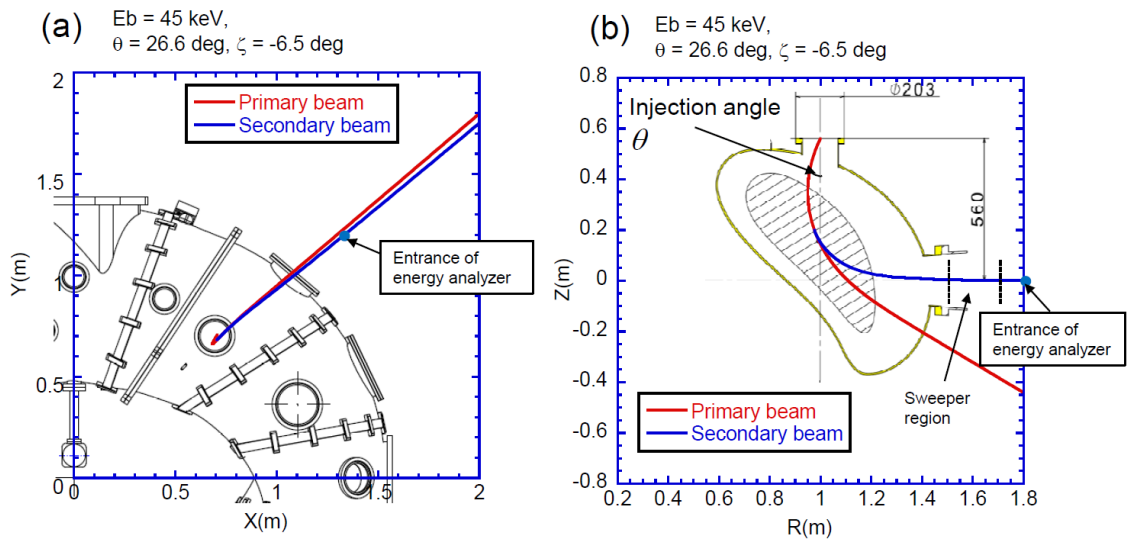 (a)
Eb = 45 keV,
θ = 26.6 deg, ζ = -6.5 deg
2
1.5
1
0.5
0
Y(m)
Primary beam
Secondary beam
Entrance of
energy analyzer
0 0.5 1 1.5 2
X(m)
(b)
Eb = 45 keV,
θ = 26.6 deg, ζ = -6.5 deg
0.8
0.6
0.4
0.2
0
-0.2
-0.4
-0.6
-0.8
Z(m)
Injection angle
θ
Φ203
560
Entrance of
energy analyzer
Sweeper
region
Primary beam
Secondary beam
0.2 0.4 0.6 0.8 1 1.2 1.4 1.6 1.8
R(m)